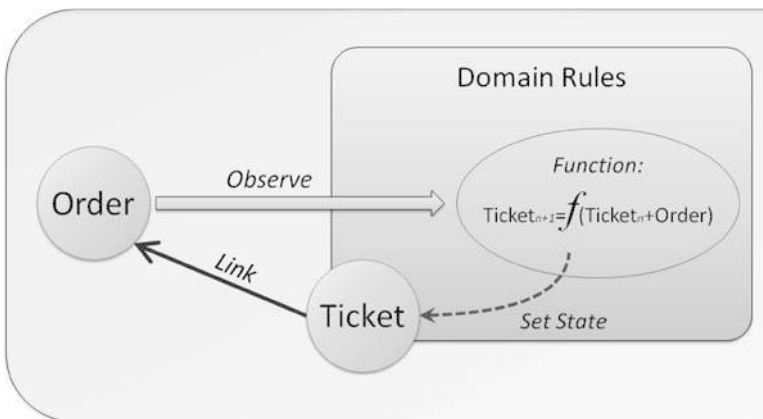 Domain Rules
Function:
Ticketn+1=f(Ticketn+Order)
Observe
Order
Link
Ticket
Set State